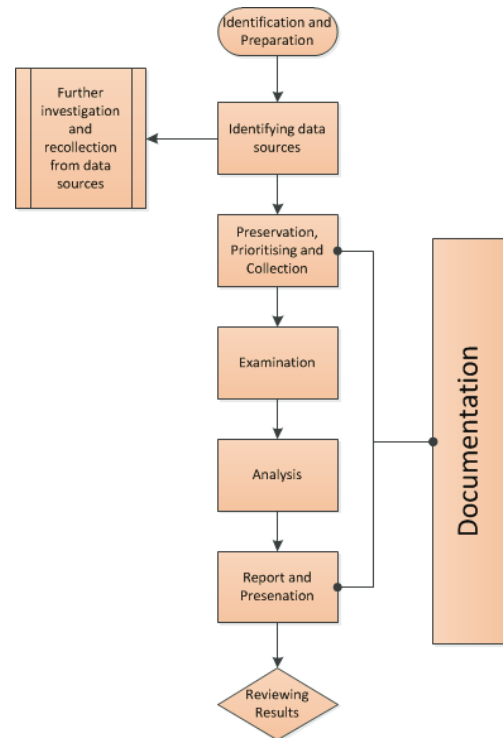 Identification and
Preparation
Further
investigation
and
recollection
from data
sources
Identifying data
sources
Preservation,
Prioritising and
Collection
Examination
Documentation
Analysis
Report and
Presenation
Reviewing
Results